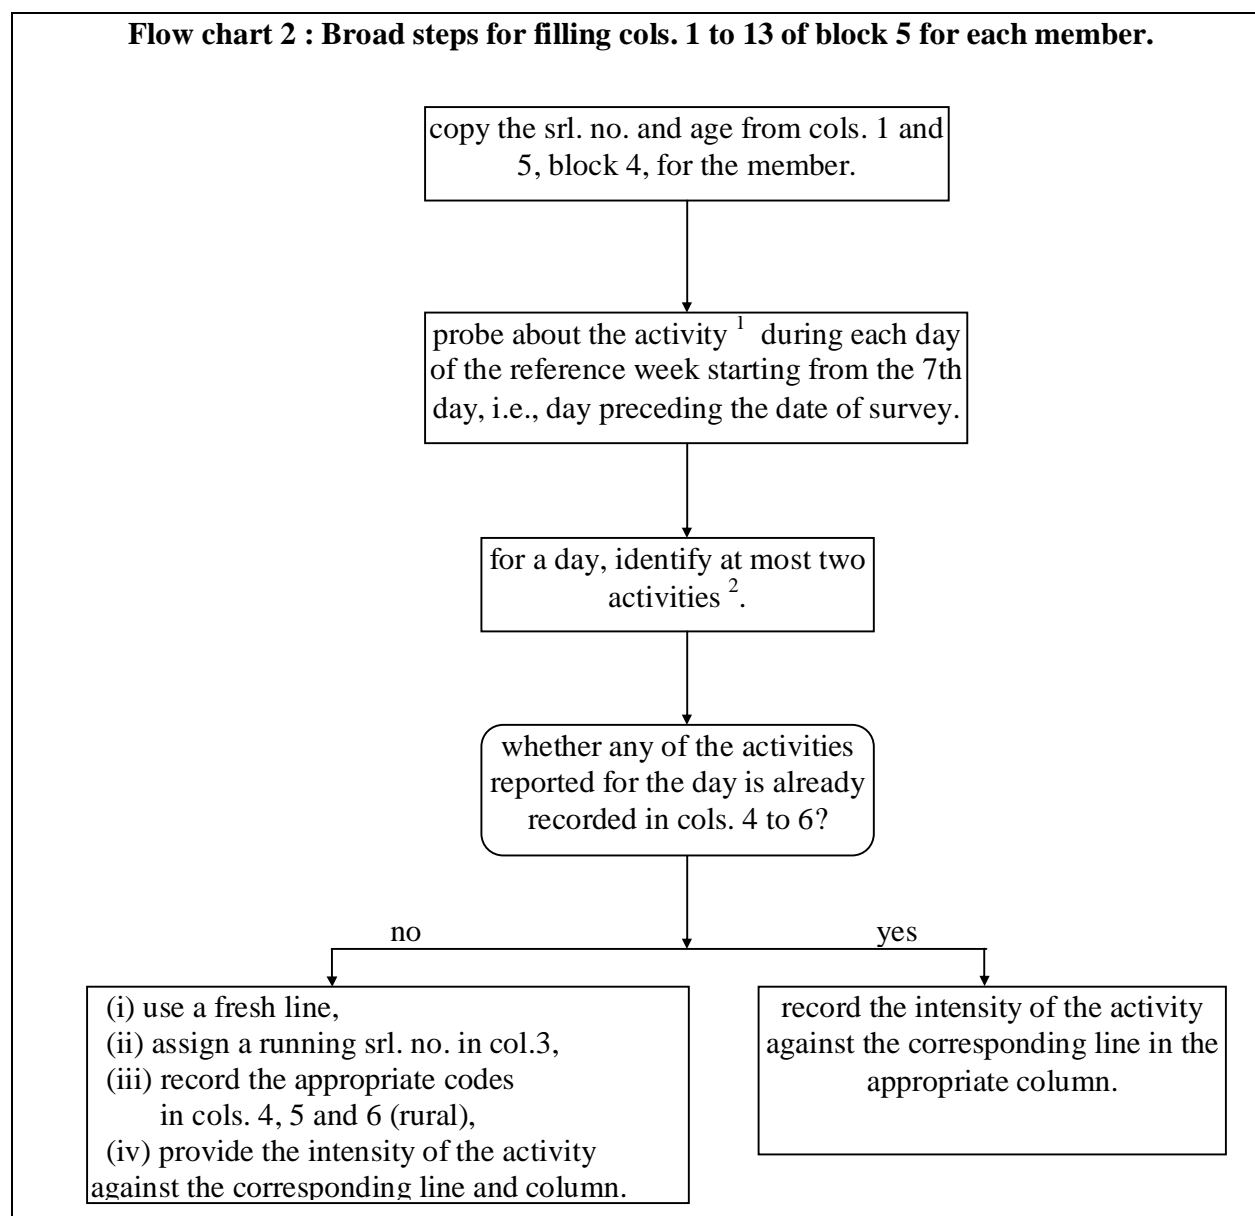 Flow chart 2 : Broad steps for filling cols. 1 to 13 of block 5 for each member.
copy the srl. no. and age from cols. 1 and
5, block 4, for the member.
probe about the activity 1 during each day
of the reference week starting from the 7th
day, i.e., day preceding the date of survey.
for a day, identify at most two
activities 2.
whether any of the activities
reported for the day is already
recorded in cols. 4 to 6?
no
yes
(i) use a fresh line,
(ii) assign a running srl. no. in col.3,
(iii) record the appropriate codes
in cols. 4, 5 and 6 (rural),
(iv) provide the intensity of the activity
against the corresponding line and column.
record the intensity of the activity
against the corresponding line in the
appropriate column.